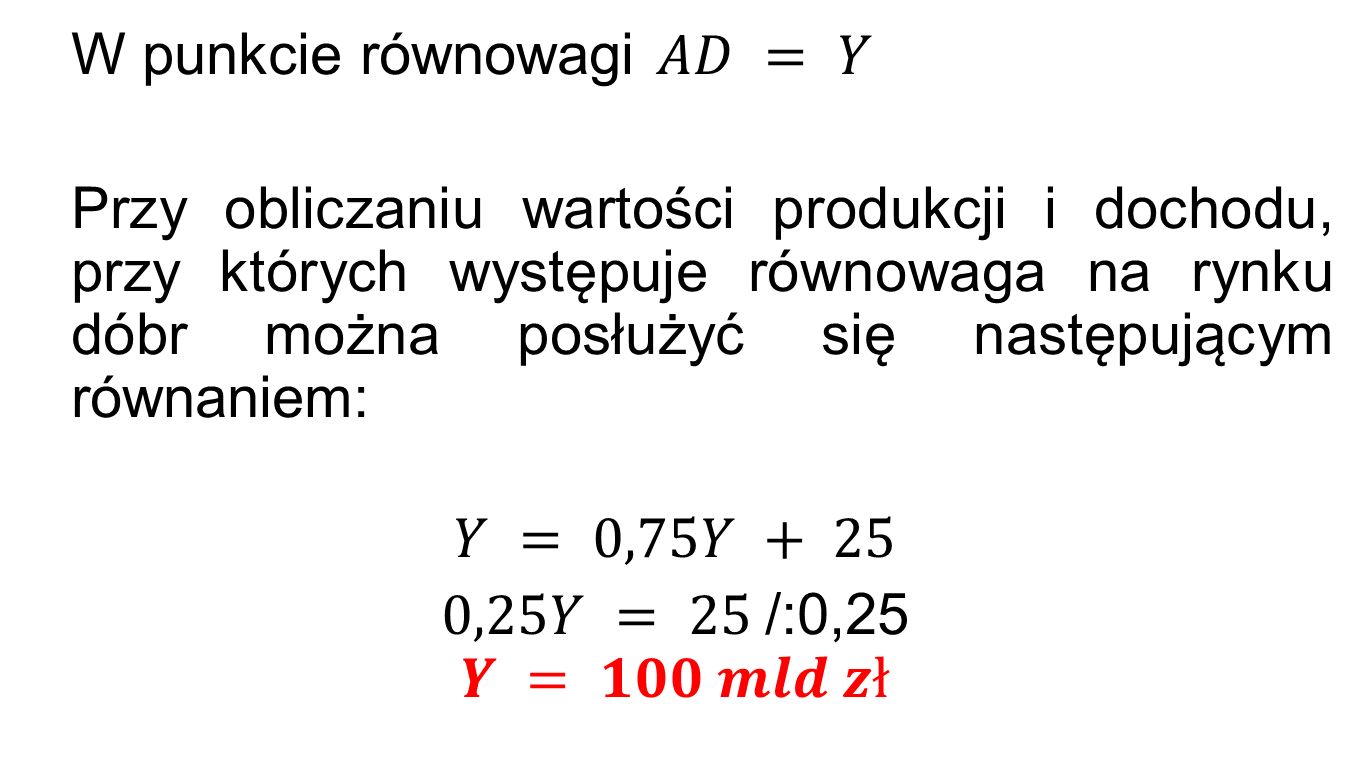 W punkcie równowagi AD = Y
Przy obliczaniu wartości produkcji i dochodu,
przy których występuje równowaga na rynku
dóbr można posłużyć się następującym
równaniem:
Y = 0,75Y + 25
0,25Y = 25 /:0,25
Y = 100 mld zł